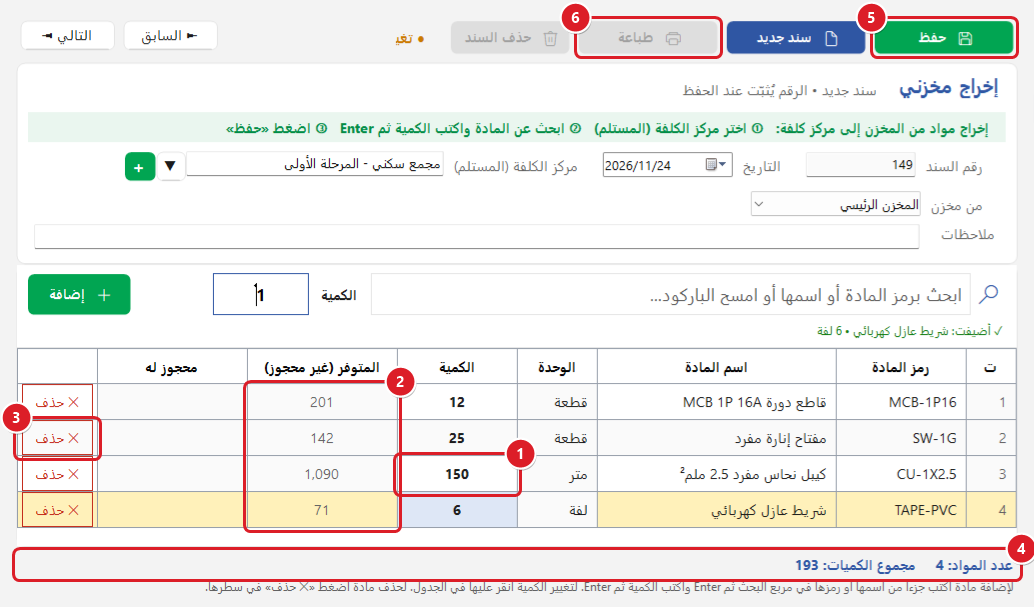 حفظ
سند جديد
طباعة
حذف السند
● تغي
السابق
التالي
5
6
إخراج مخزني
سند جديد • الرقم يُثبّت عند الحفظ
إخراج مواد من المخزن إلى مركز كلفة: ① اختر مركز الكلفة (المستلم) ② ابحث عن المادة واكتب الكمية ثم Enter ③ اضغط «حفظ»
رقم السند 149 التاريخ 2026/11/24 مركز الكلفة (المستلم) مجمع سكني - المرحلة الأولى ▼ +
من مخزن المخزن الرئيسي
ملاحظات
ابحث برمز المادة أو اسمها أو امسح الباركود... الكمية 1 + إضافة
✓ أضيفت: شريط عازل كهربائي • 6 لفة
ت رمز المادة اسم المادة الوحدة الكمية المتوفر (غير محجوز) محجوز له
1 MCB-1P16 قاطع دورة MCB 1P 16A قطعة 12 201 ✕ حذف
2 SW-1G مفتاح إنارة مفرد قطعة 25 142 ✕ حذف
3 CU-1X2.5 كيبل نحاس مفرد 2.5 ملم² متر 150 1,090 ✕ حذف
4 TAPE-PVC شريط عازل كهربائي لفة 6 71 ✕ حذف
2
3
1
4
عدد المواد: 4 مجموع الكميات: 193
لإضافة مادة اكتب جزءاً من اسمها أو رمزها في مربع البحث ثم Enter واكتب الكمية ثم Enter. لتغيير الكمية انقر عليها في الجدول. لحذف مادة اضغط «✕ حذف» في سطرها.